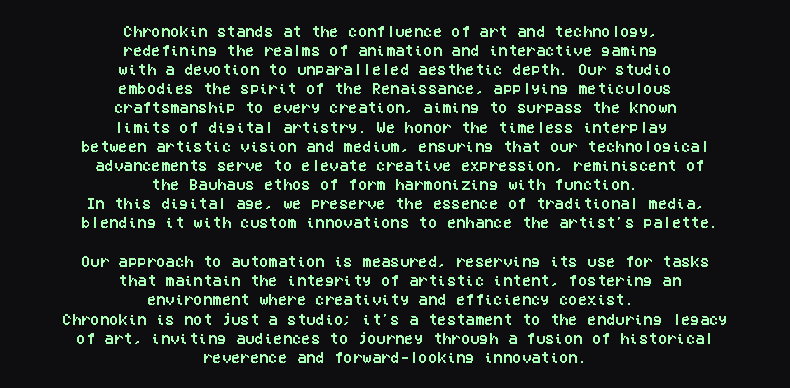 Chronokin stands at the confluence of art and technology,
redefining the realms of animation and interactive gaming
with a devotion to unparalleled aesthetic depth. Our studio
embodies the spirit of the Renaissance, applying meticulous
craftsmanship to every creation, aiming to surpass the known
limits of digital artistry. We honor the timeless interplay
between artistic vision and medium, ensuring that our technological
advancements serve to elevate creative expression, reminiscent of
the Bauhaus ethos of form harmonizing with function.
In this digital age, we preserve the essence of traditional media,
blending it with custom innovations to enhance the artist's palette.
Our approach to automation is measured, reserving its use for tasks
that maintain the integrity of artistic intent, fostering an
environment where creativity and efficiency coexist.
Chronokin is not just a studio; it's a testament to the enduring legacy
of art, inviting audiences to journey through a fusion of historical
reverence and forward-looking innovation.